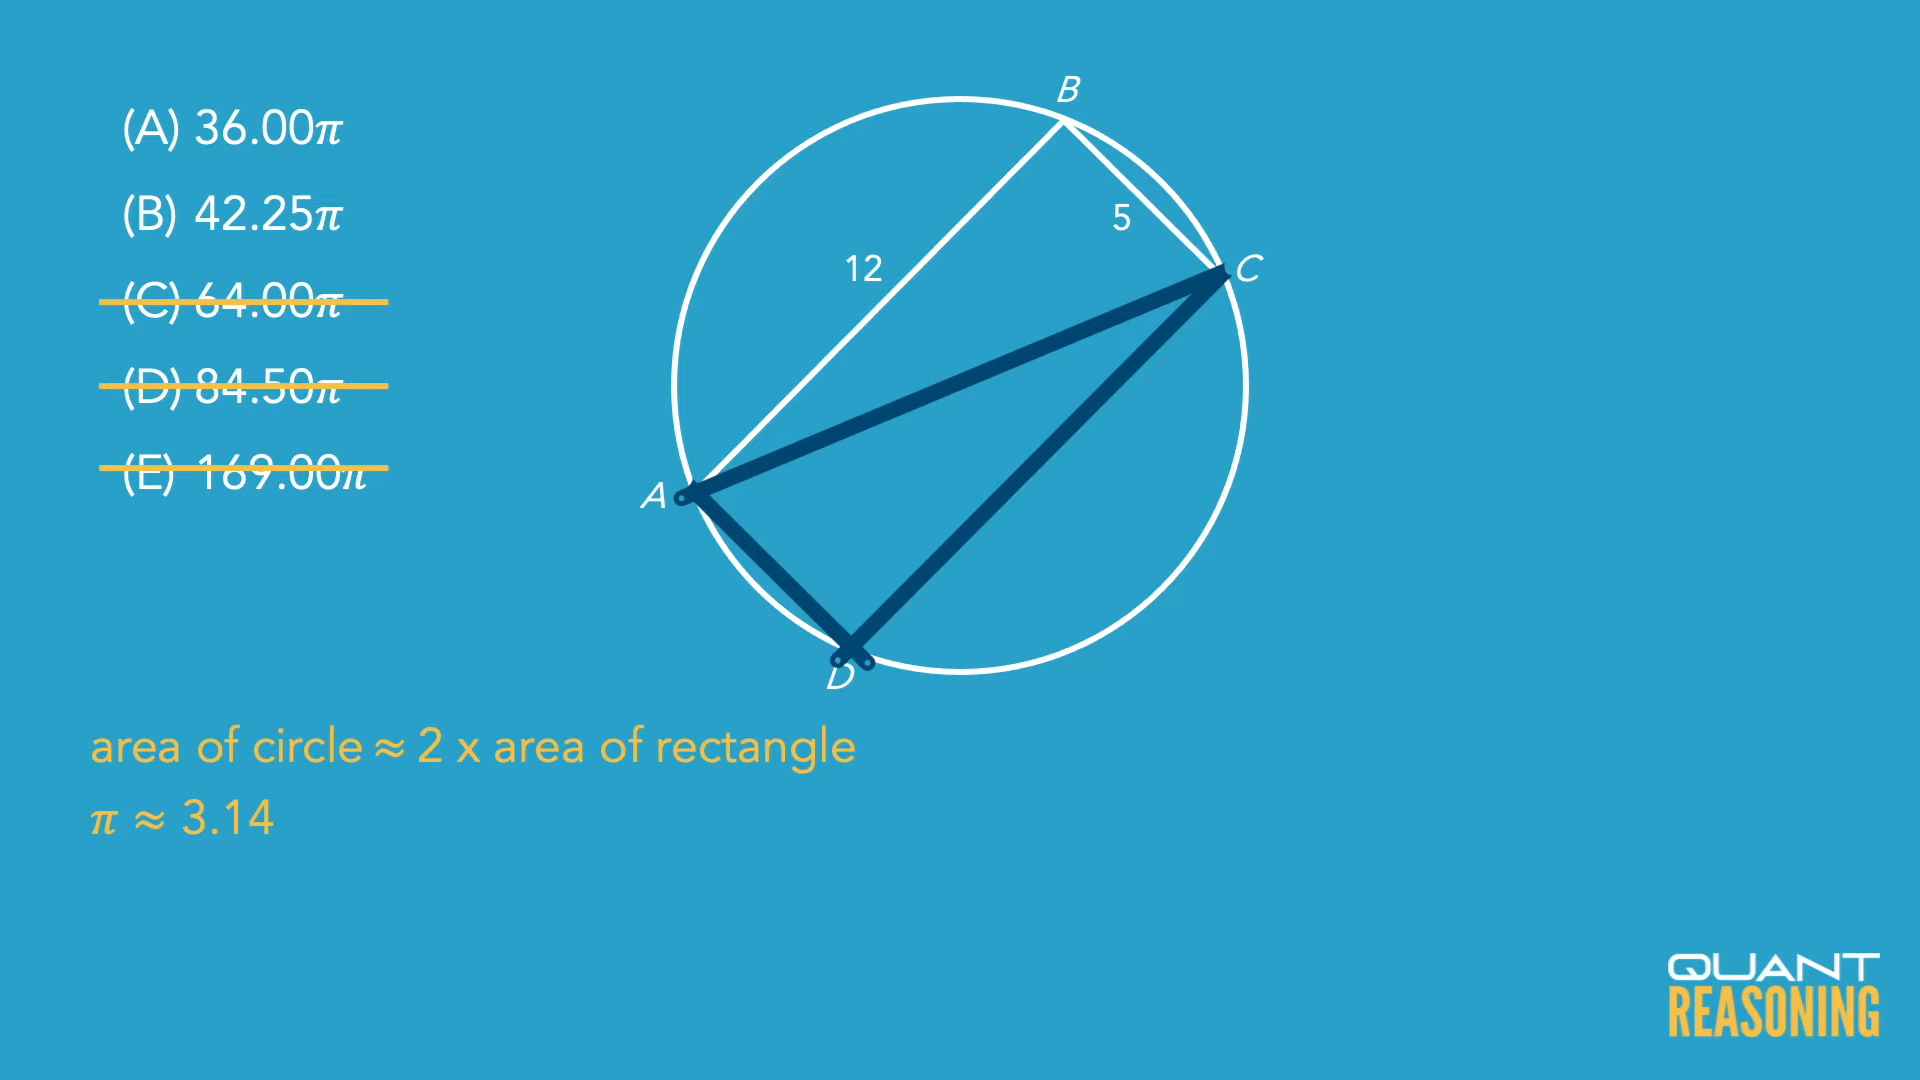 (A) 36.00π
(B) 42.25π
(C) 64.00π
(D) 84.50π
(E) 169.00π
B
12
5
C
A
D
area of circle ≈ 2 x area of rectangle
π ≈ 3.14
QUANT
REASONING